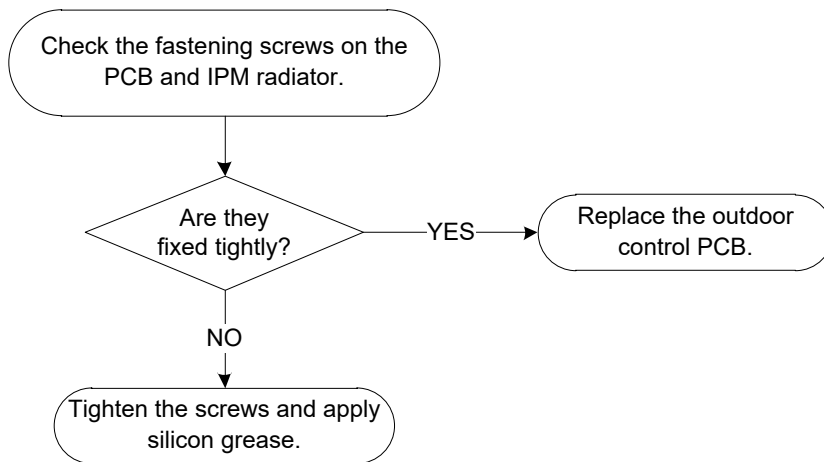 Check the fastening screws on the
PCB and IPM radiator.
Are they
fixed tightly?
YES
Replace the outdoor
control PCB.
NO
Tighten the screws and apply
silicon grease.